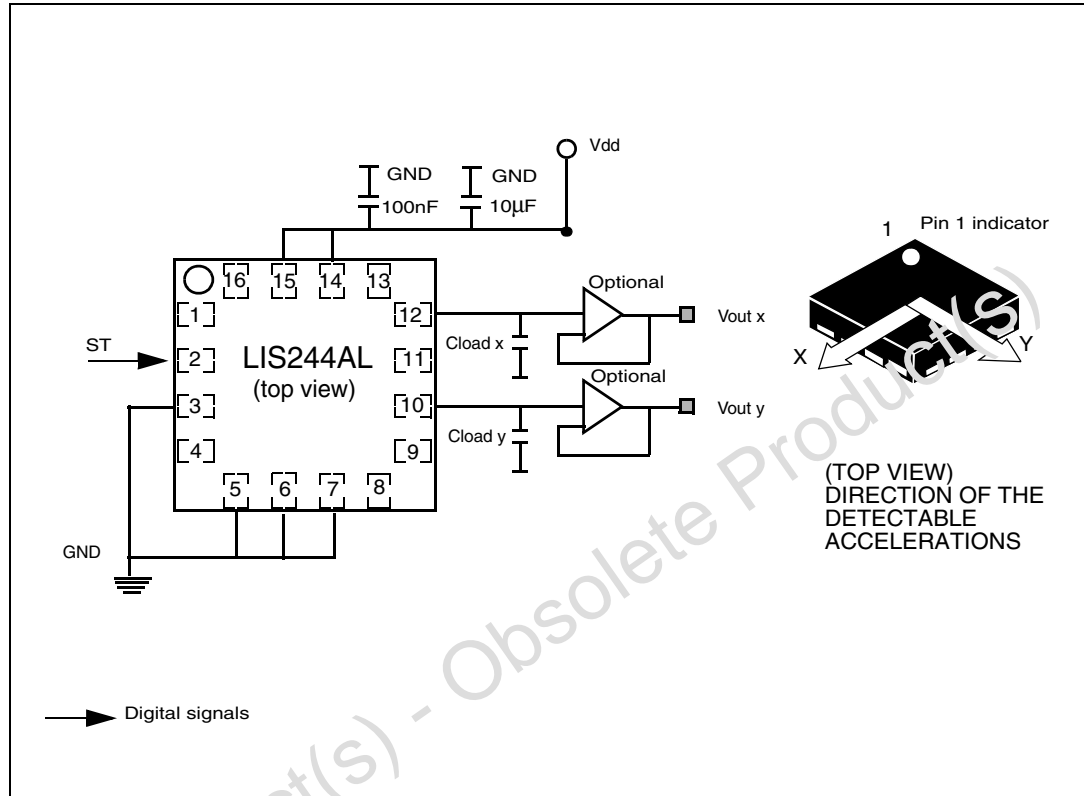 Vdd
GND
GND
100nF
10µF
1
Pin 1 indicator
16
15
14
13
Optional
1
12
Vout x
ST
Cload x
X
Y
2
LIS244AL
11
(top view)
Optional
3
10
Vout y
Cload y
4
9
5
6
7
8
(TOP VIEW)
DIRECTION OF THE
DETECTABLE
ACCELERATIONS
GND
Digital signals
ct(s) - Obsolete Product(s)